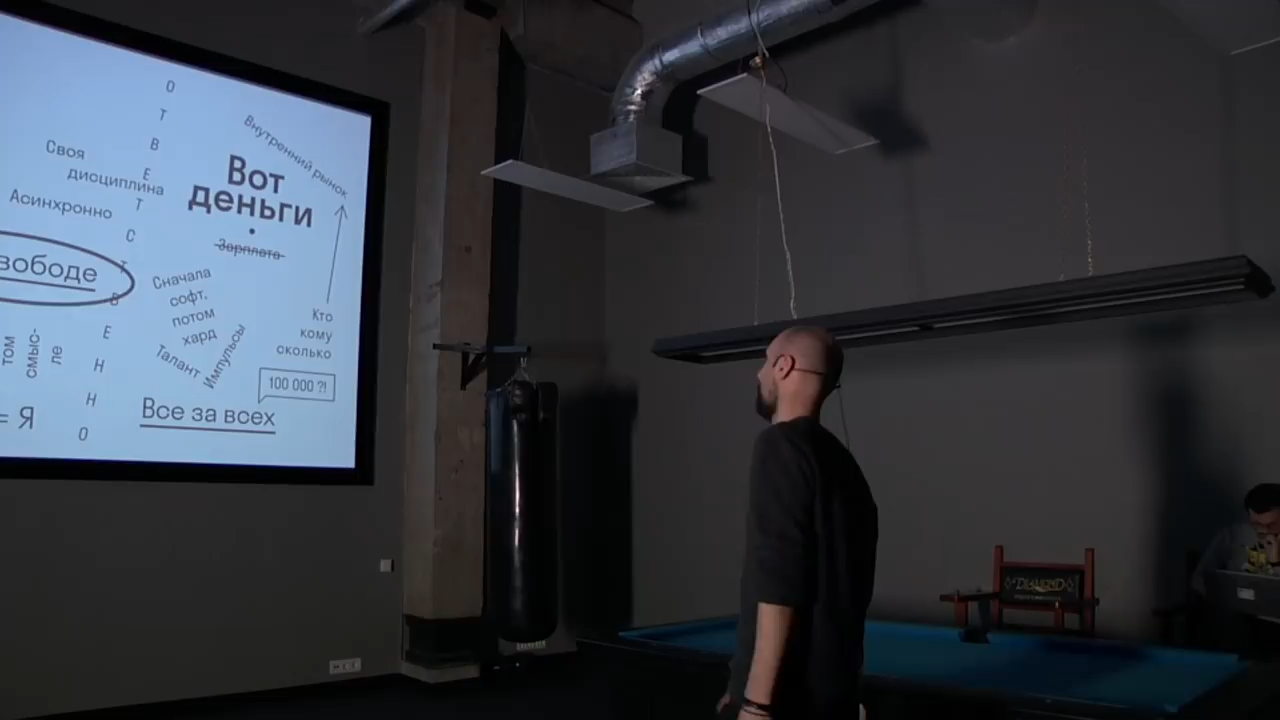 Своя
дисциплина
Асинхронно
вободе
том
смыс-
ле
= Я
ОТВЕТСТВЕННО
Внутренний рынок
Вот
деньги
Зарплата
Сначала
софт,
потом
хард
Талант
Импульсы
Кто
кому
сколько
100 000 ?!
Все за всех